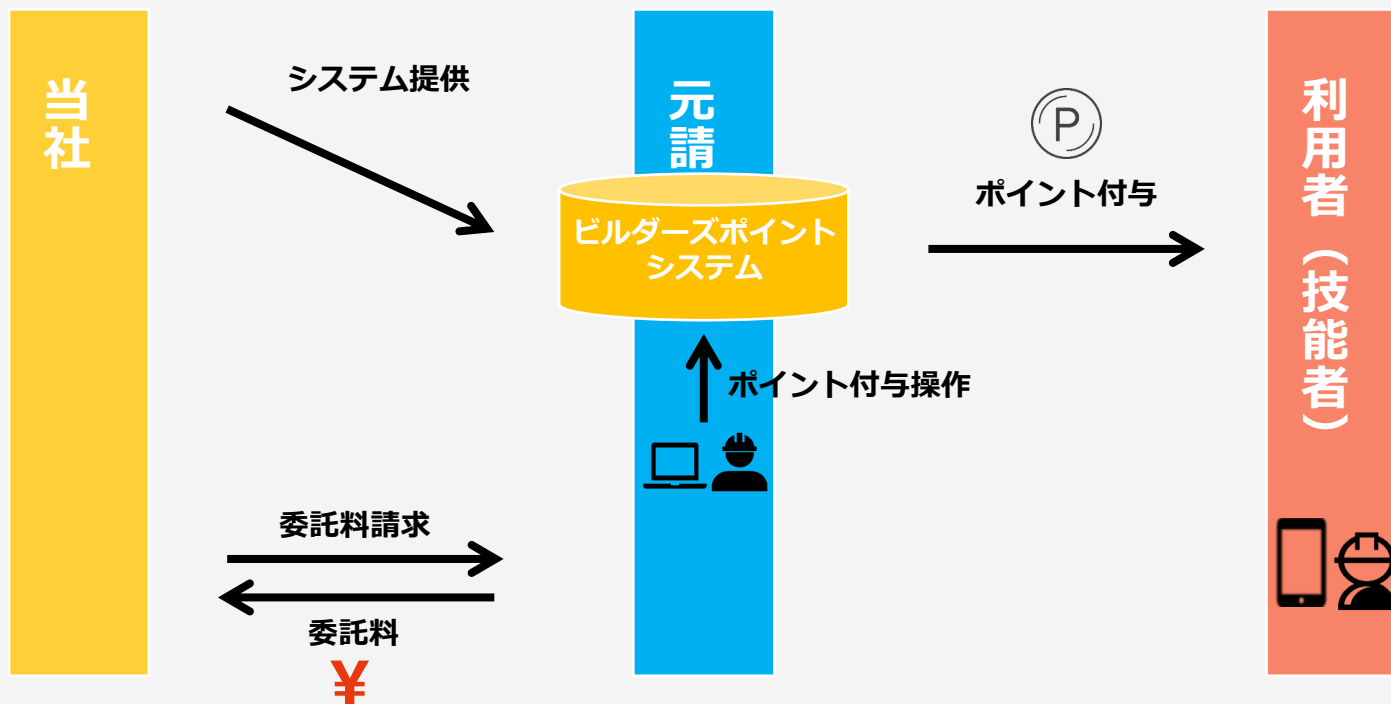 当社
システム提供
元請
P
ポイント付与
利用者（技能者）
ビルダーズポイント
システム
ポイント付与操作
委託料請求
委託料
¥